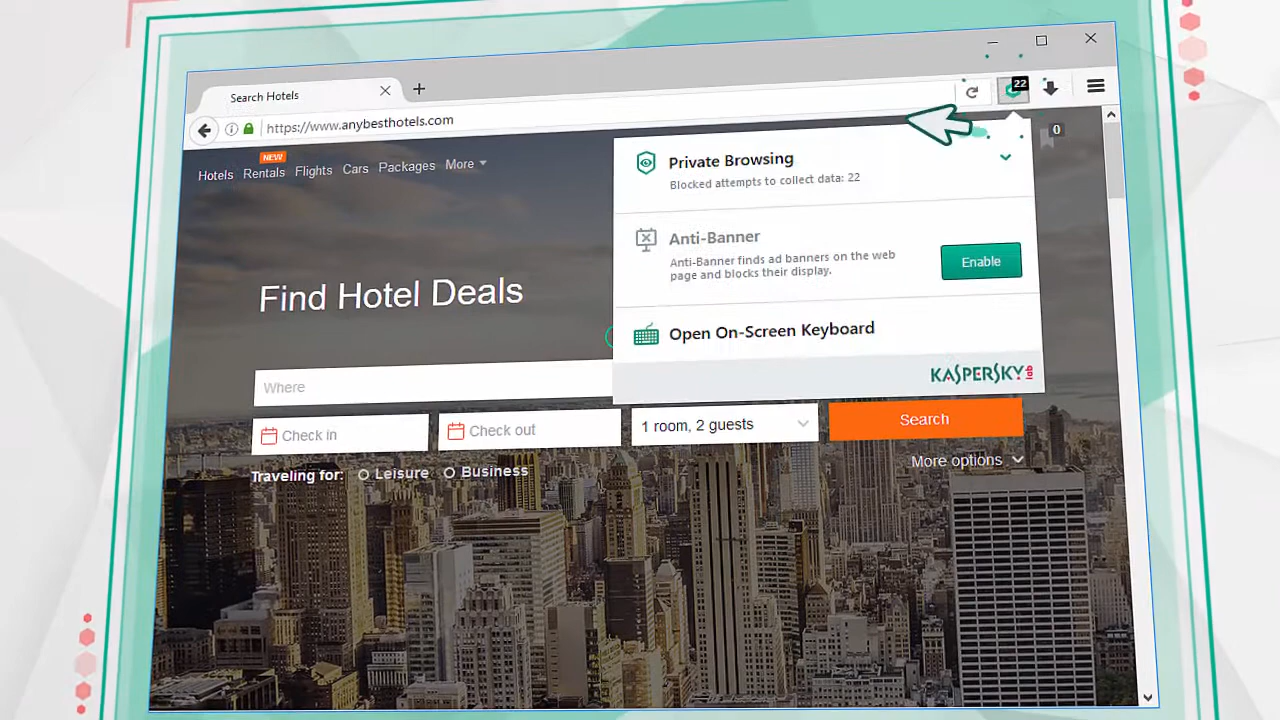 Search Hotels
22
https://www.anybesthotels.com
0
NEW
Hotels Rentals Flights Cars Packages More
Private Browsing
Blocked attempts to collect data: 22
Anti-Banner
Anti-Banner finds ad banners on the web
page and blocks their display.
Enable
Open On-Screen Keyboard
KASPERSKY lab
Find Hotel Deals
Where
Check in
Check out
1 room, 2 guests
Search
Traveling for: Leisure Business
More options